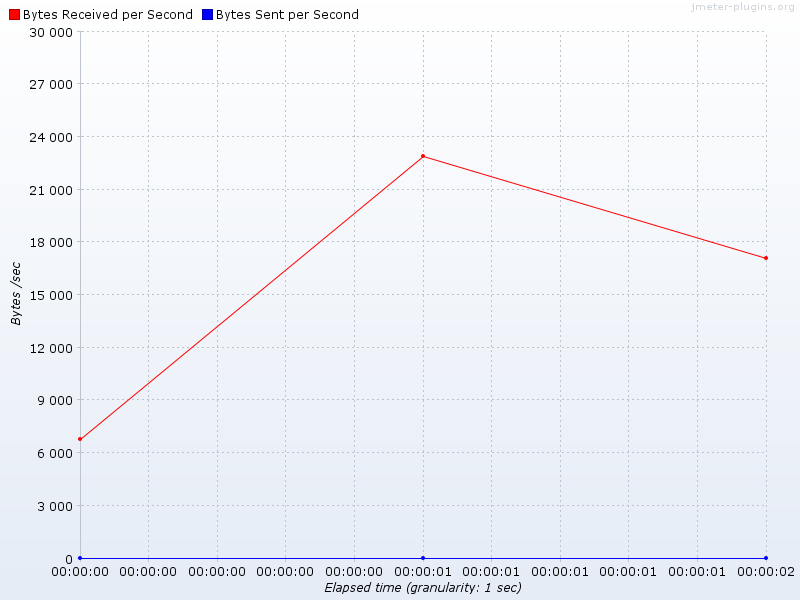 jmeter-plugins.org
Bytes Received per Second Bytes Sent per Second
30 000
27 000
24 000
21 000
18 000
15 000
12 000
9 000
6 000
3 000
0
Bytes /sec
00:00:00 00:00:00 00:00:00 00:00:00 00:00:00 00:00:01 00:00:01 00:00:01 00:00:01 00:00:01 00:00:02
Elapsed time (granularity: 1 sec)